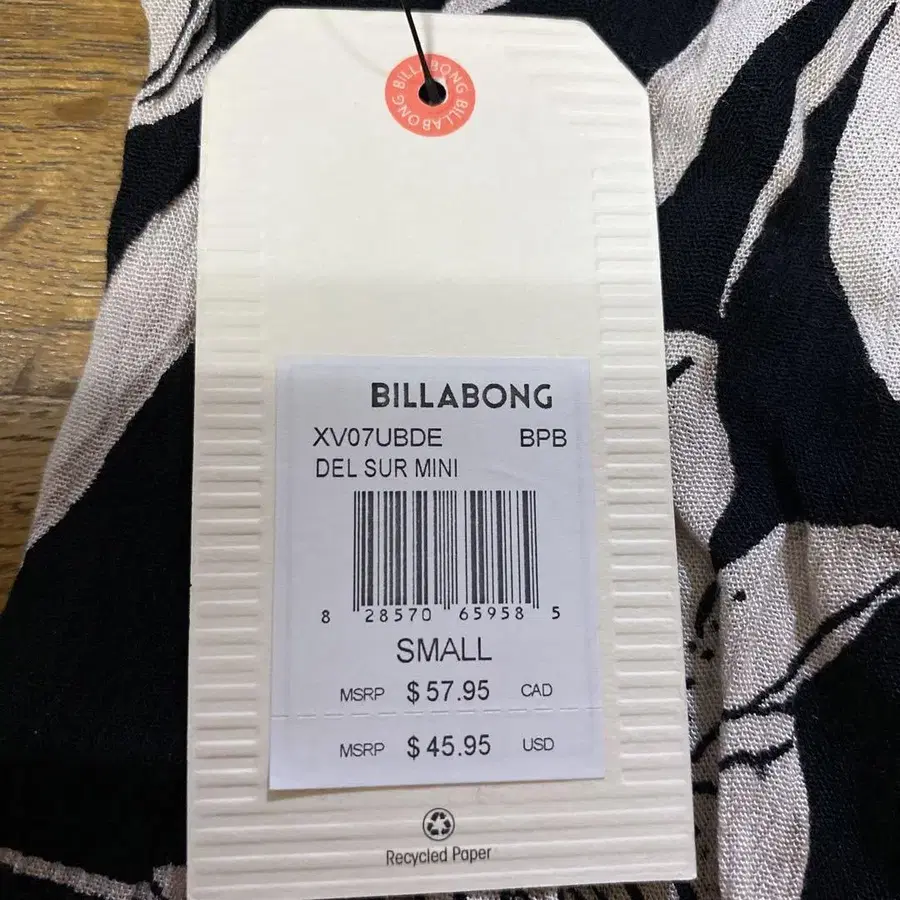 BILLABONG BILLABONG
BILLABONG
XV07UBDE BPB
DEL SUR MINI
8 28570 65958 5
SMALL
MSRP $ 57.95 CAD
MSRP $ 45.95 USD
Recycled Paper